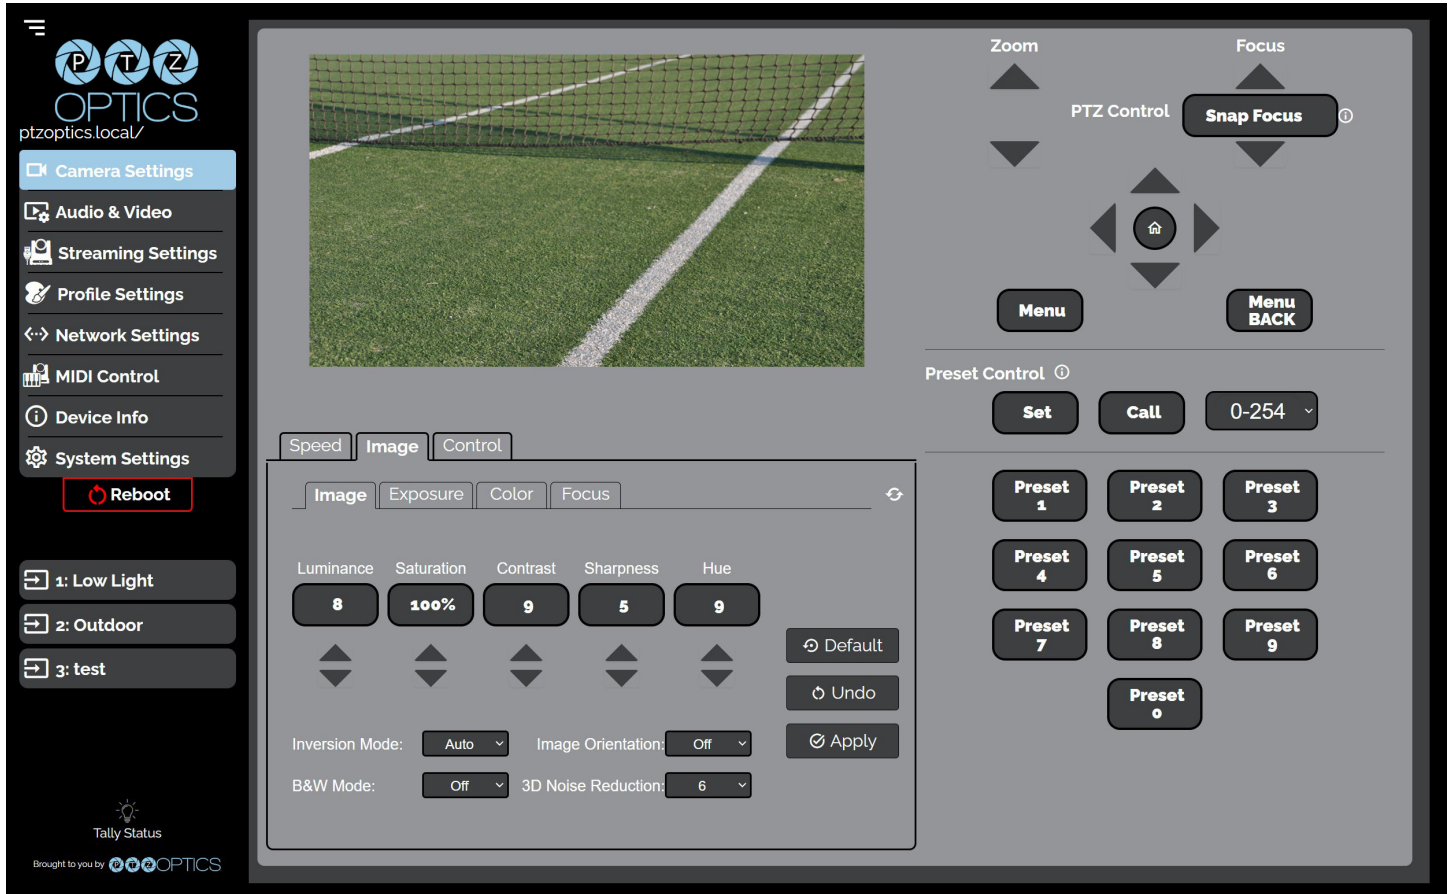 P T Z
OPTICS
ptzoptics.local/
Camera Settings
Audio & Video
Streaming Settings
Profile Settings
Network Settings
MIDI Control
Device Info
System Settings
Reboot
1: Low Light
2: Outdoor
3: test
Tally Status
Brought to you by P T Z OPTICS
Speed Image Control
Image Exposure Color Focus
Luminance Saturation Contrast Sharpness Hue
8 100% 9 5 9
Default
Undo
Apply
Inversion Mode: Auto Image Orientation: Off
B&W Mode: Off 3D Noise Reduction: 6
Zoom Focus
PTZ Control Snap Focus
Menu Menu
BACK
Preset Control
Set Call 0-254
Preset
1
Preset
2
Preset
3
Preset
4
Preset
5
Preset
6
Preset
7
Preset
8
Preset
9
Preset
0